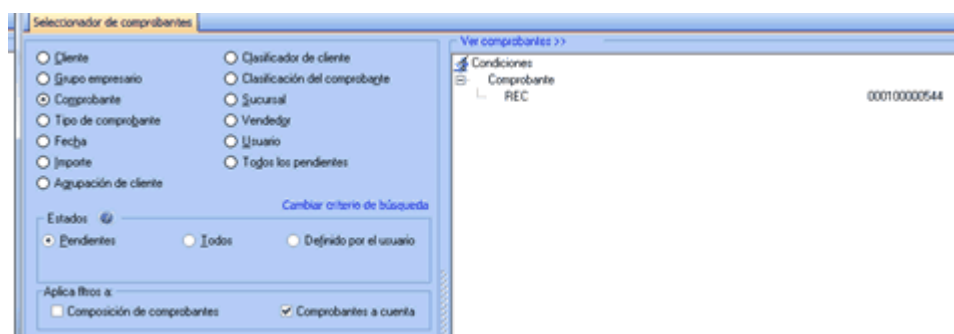 Seleccionador de comprobantes
Cliente
Grupo empresario
Comprobante
Tipo de comprobante
Fecha
Importe
Agrupación de cliente
Clasificador de cliente
Clasificación del comprobante
Sucursal
Vendedor
Usuario
Todos los pendientes
Cambiar criterio de búsqueda
Estados
Pendientes Todos Definido por el usuario
Aplica filtros a:
Composición de comprobantes Comprobantes a cuenta
Ver comprobantes >>
Condiciones
Comprobante
REC 000100000544